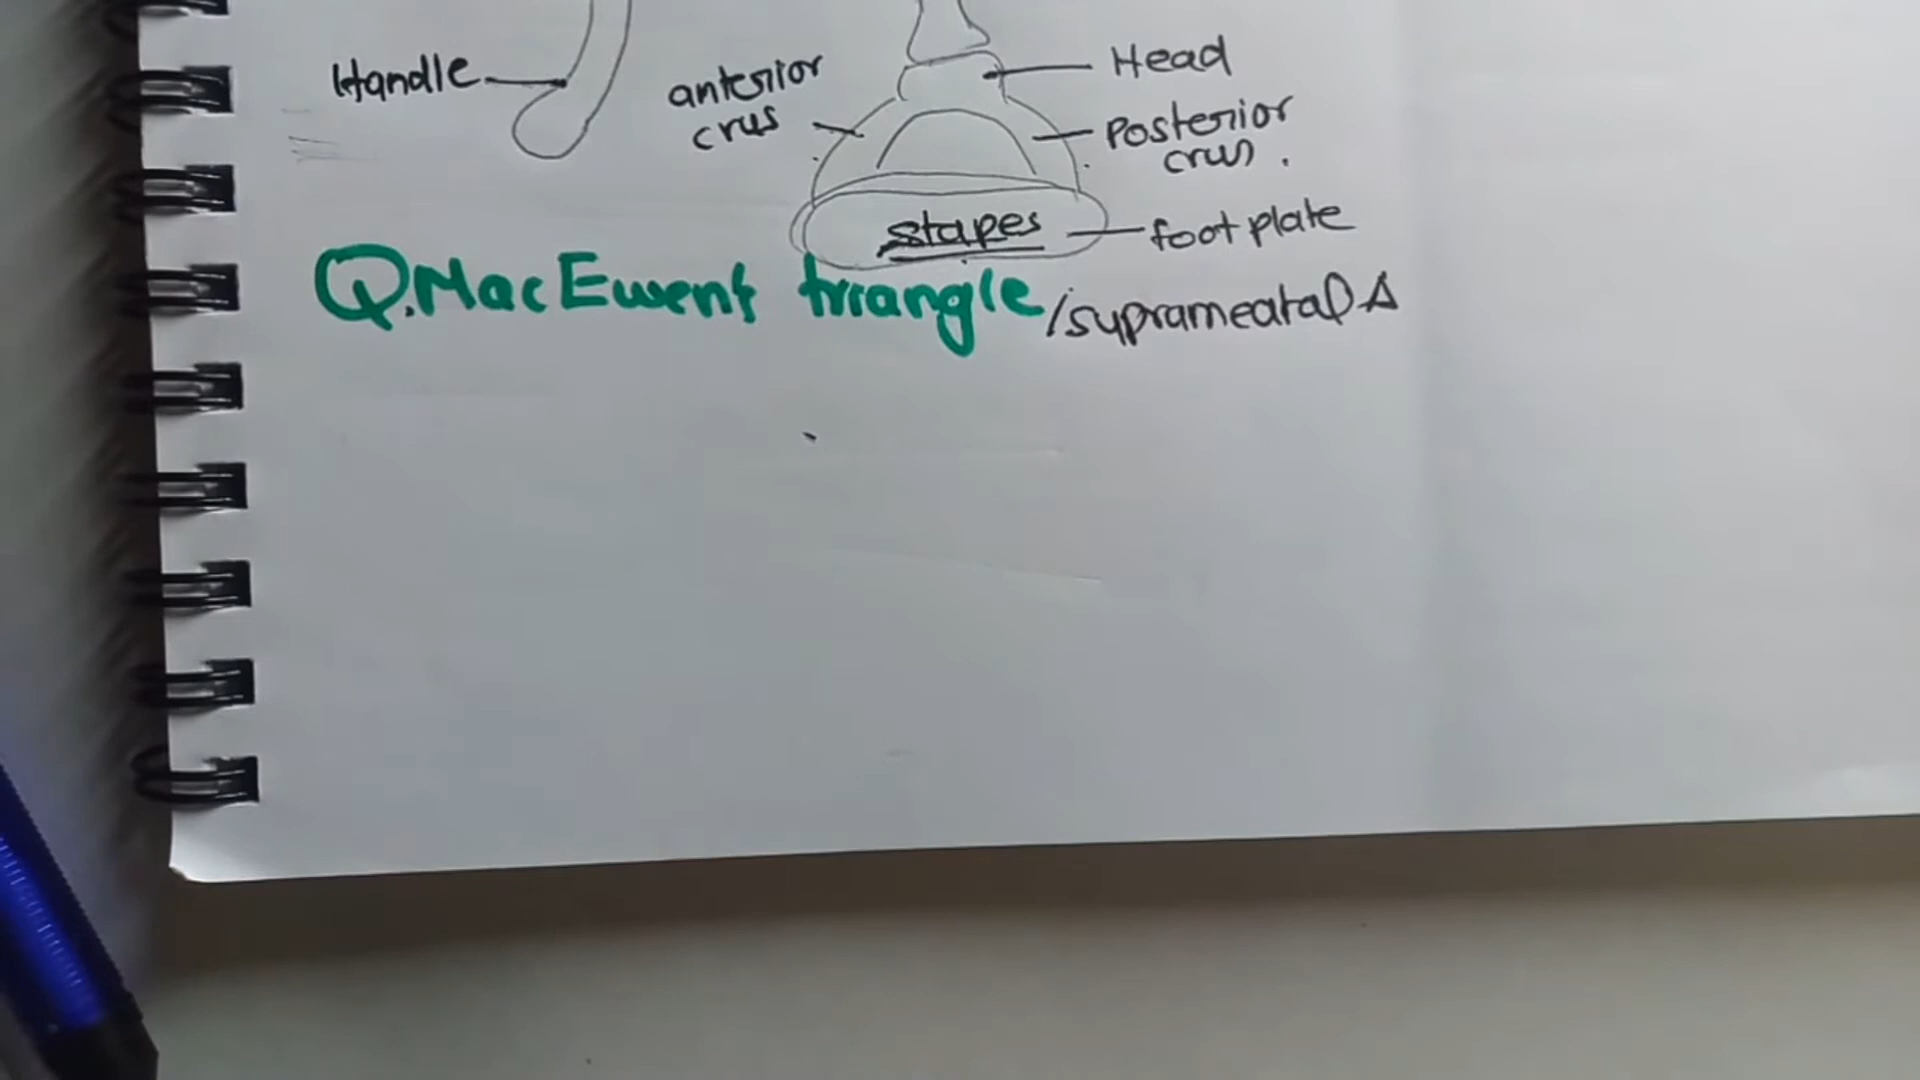 Handle
anterior
crus
Head
Posterior
crus.
stapes
foot plate
Q.MacEwent triangle/suprameatal Δ